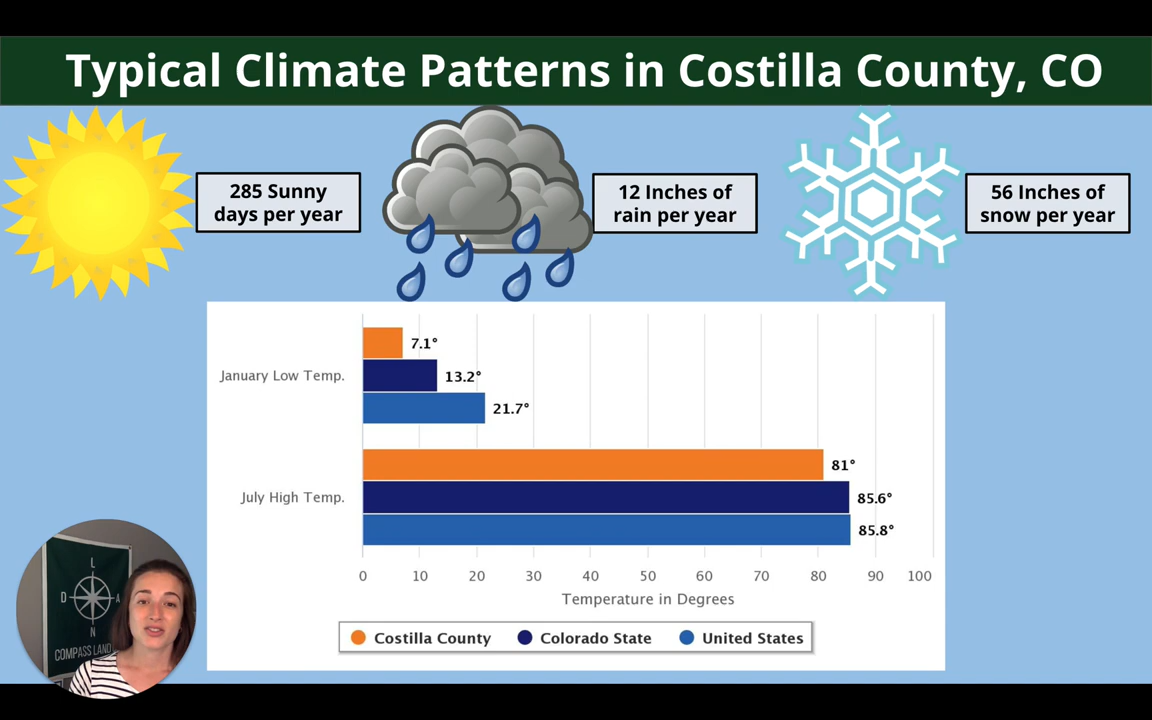 Typical Climate Patterns in Costilla County, CO
285 Sunny
days per year
12 Inches of
rain per year
56 Inches of
snow per year
January Low Temp.
7.1°
13.2°
21.7°
July High Temp.
81°
85.6°
85.8°
0 10 20 30 40 50 60 70 80 90 100
Temperature in Degrees
Costilla County Colorado State United States
L
D A
N
COMPASS LAND